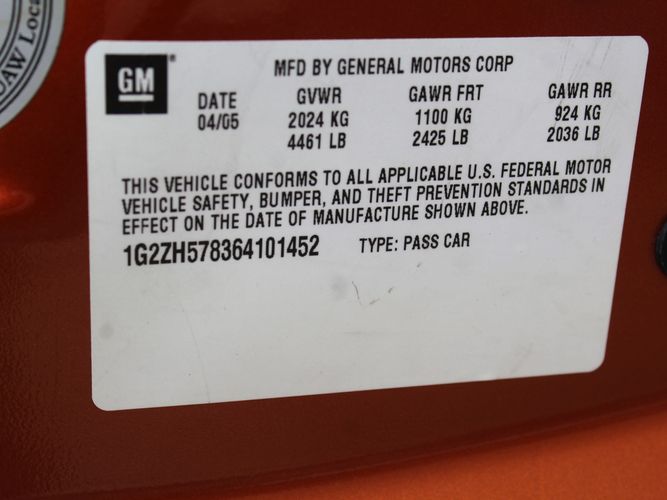 UAW Loca
GM
MFD BY GENERAL MOTORS CORP
DATE GVWR GAWR FRT GAWR RR
04/05 2024 KG 1100 KG 924 KG
4461 LB 2425 LB 2036 LB
THIS VEHICLE CONFORMS TO ALL APPLICABLE U.S. FEDERAL MOTOR
VEHICLE SAFETY, BUMPER, AND THEFT PREVENTION STANDARDS IN
EFFECT ON THE DATE OF MANUFACTURE SHOWN ABOVE.
1G2ZH578364101452 TYPE: PASS CAR